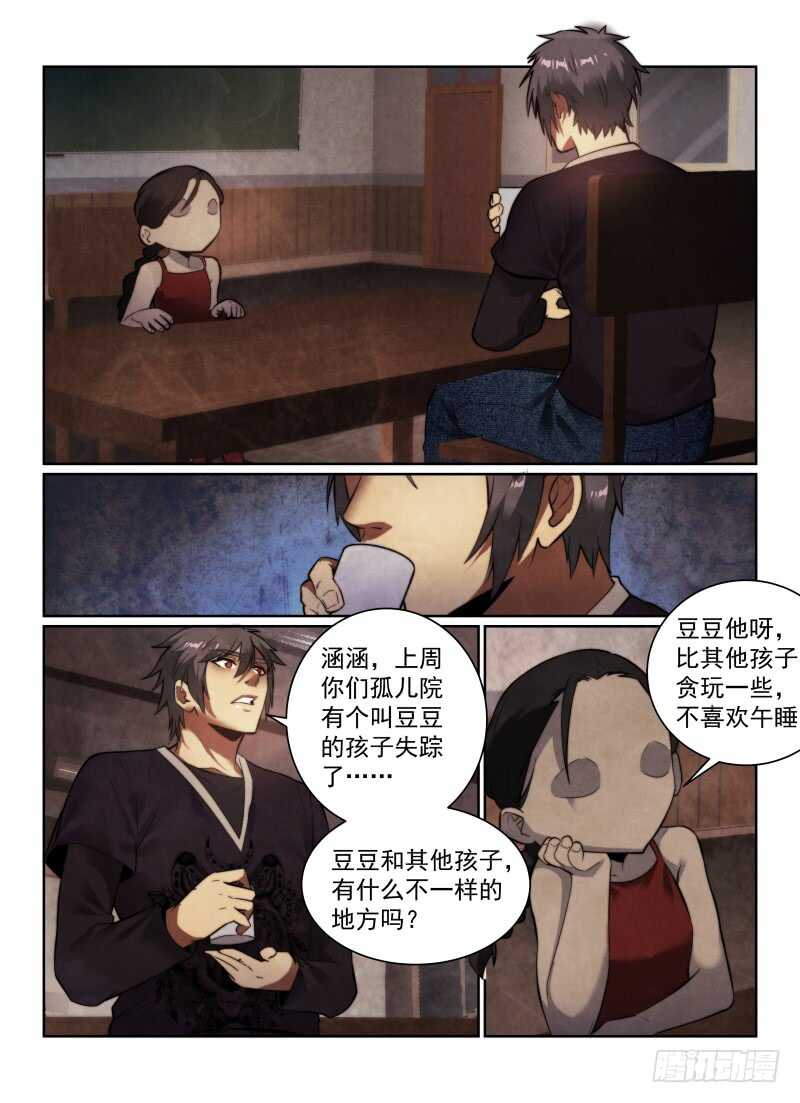 涵涵，上周
你们孤儿院
有个叫豆豆
的孩子失踪
了……
豆豆和其他孩子，
有什么不一样的
地方吗？
豆豆他呀，
比其他孩子
贪玩一些，
不喜欢午睡
腾讯动漫